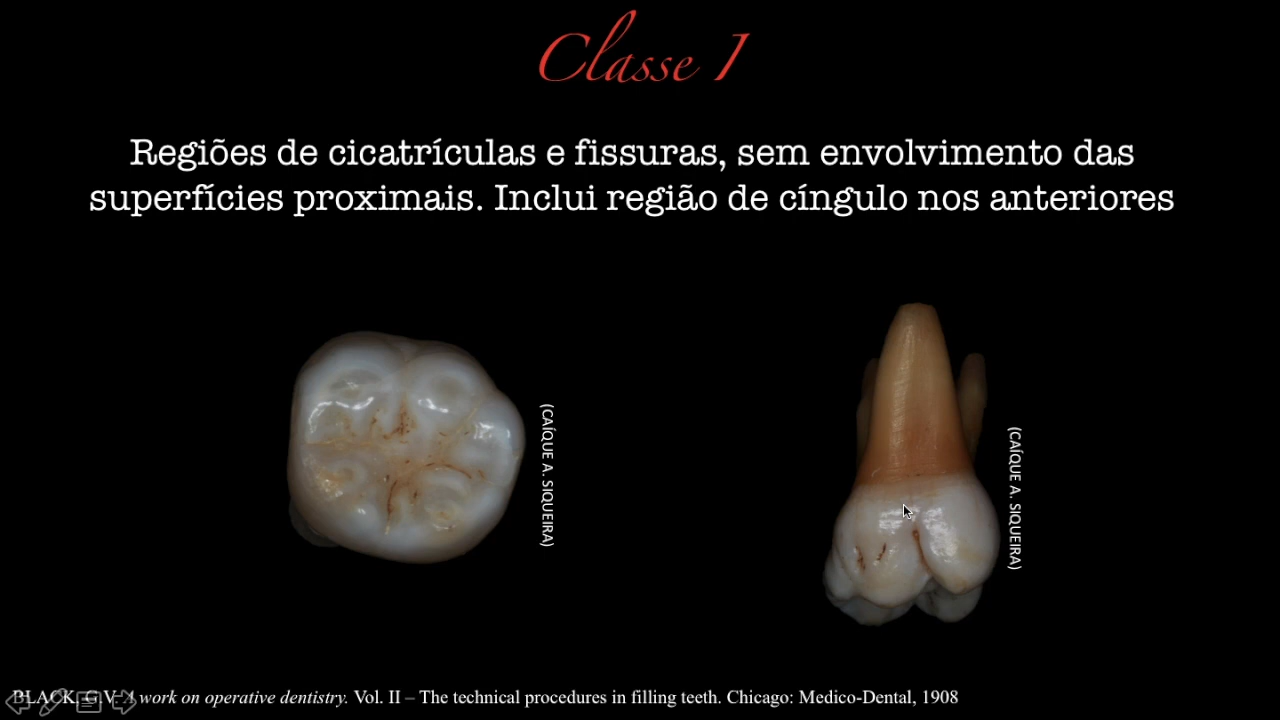 Classe I
Regiões de cicatrículas e fissuras, sem envolvimento das
superfícies proximais. Inclui região de cíngulo nos anteriores
(CAÍQUE A. SIQUEIRA)
(CAÍQUE A. SIQUEIRA)
BLACK, G.V. A work on operative dentistry. Vol. II – The technical procedures in filling teeth. Chicago: Medico-Dental, 1908